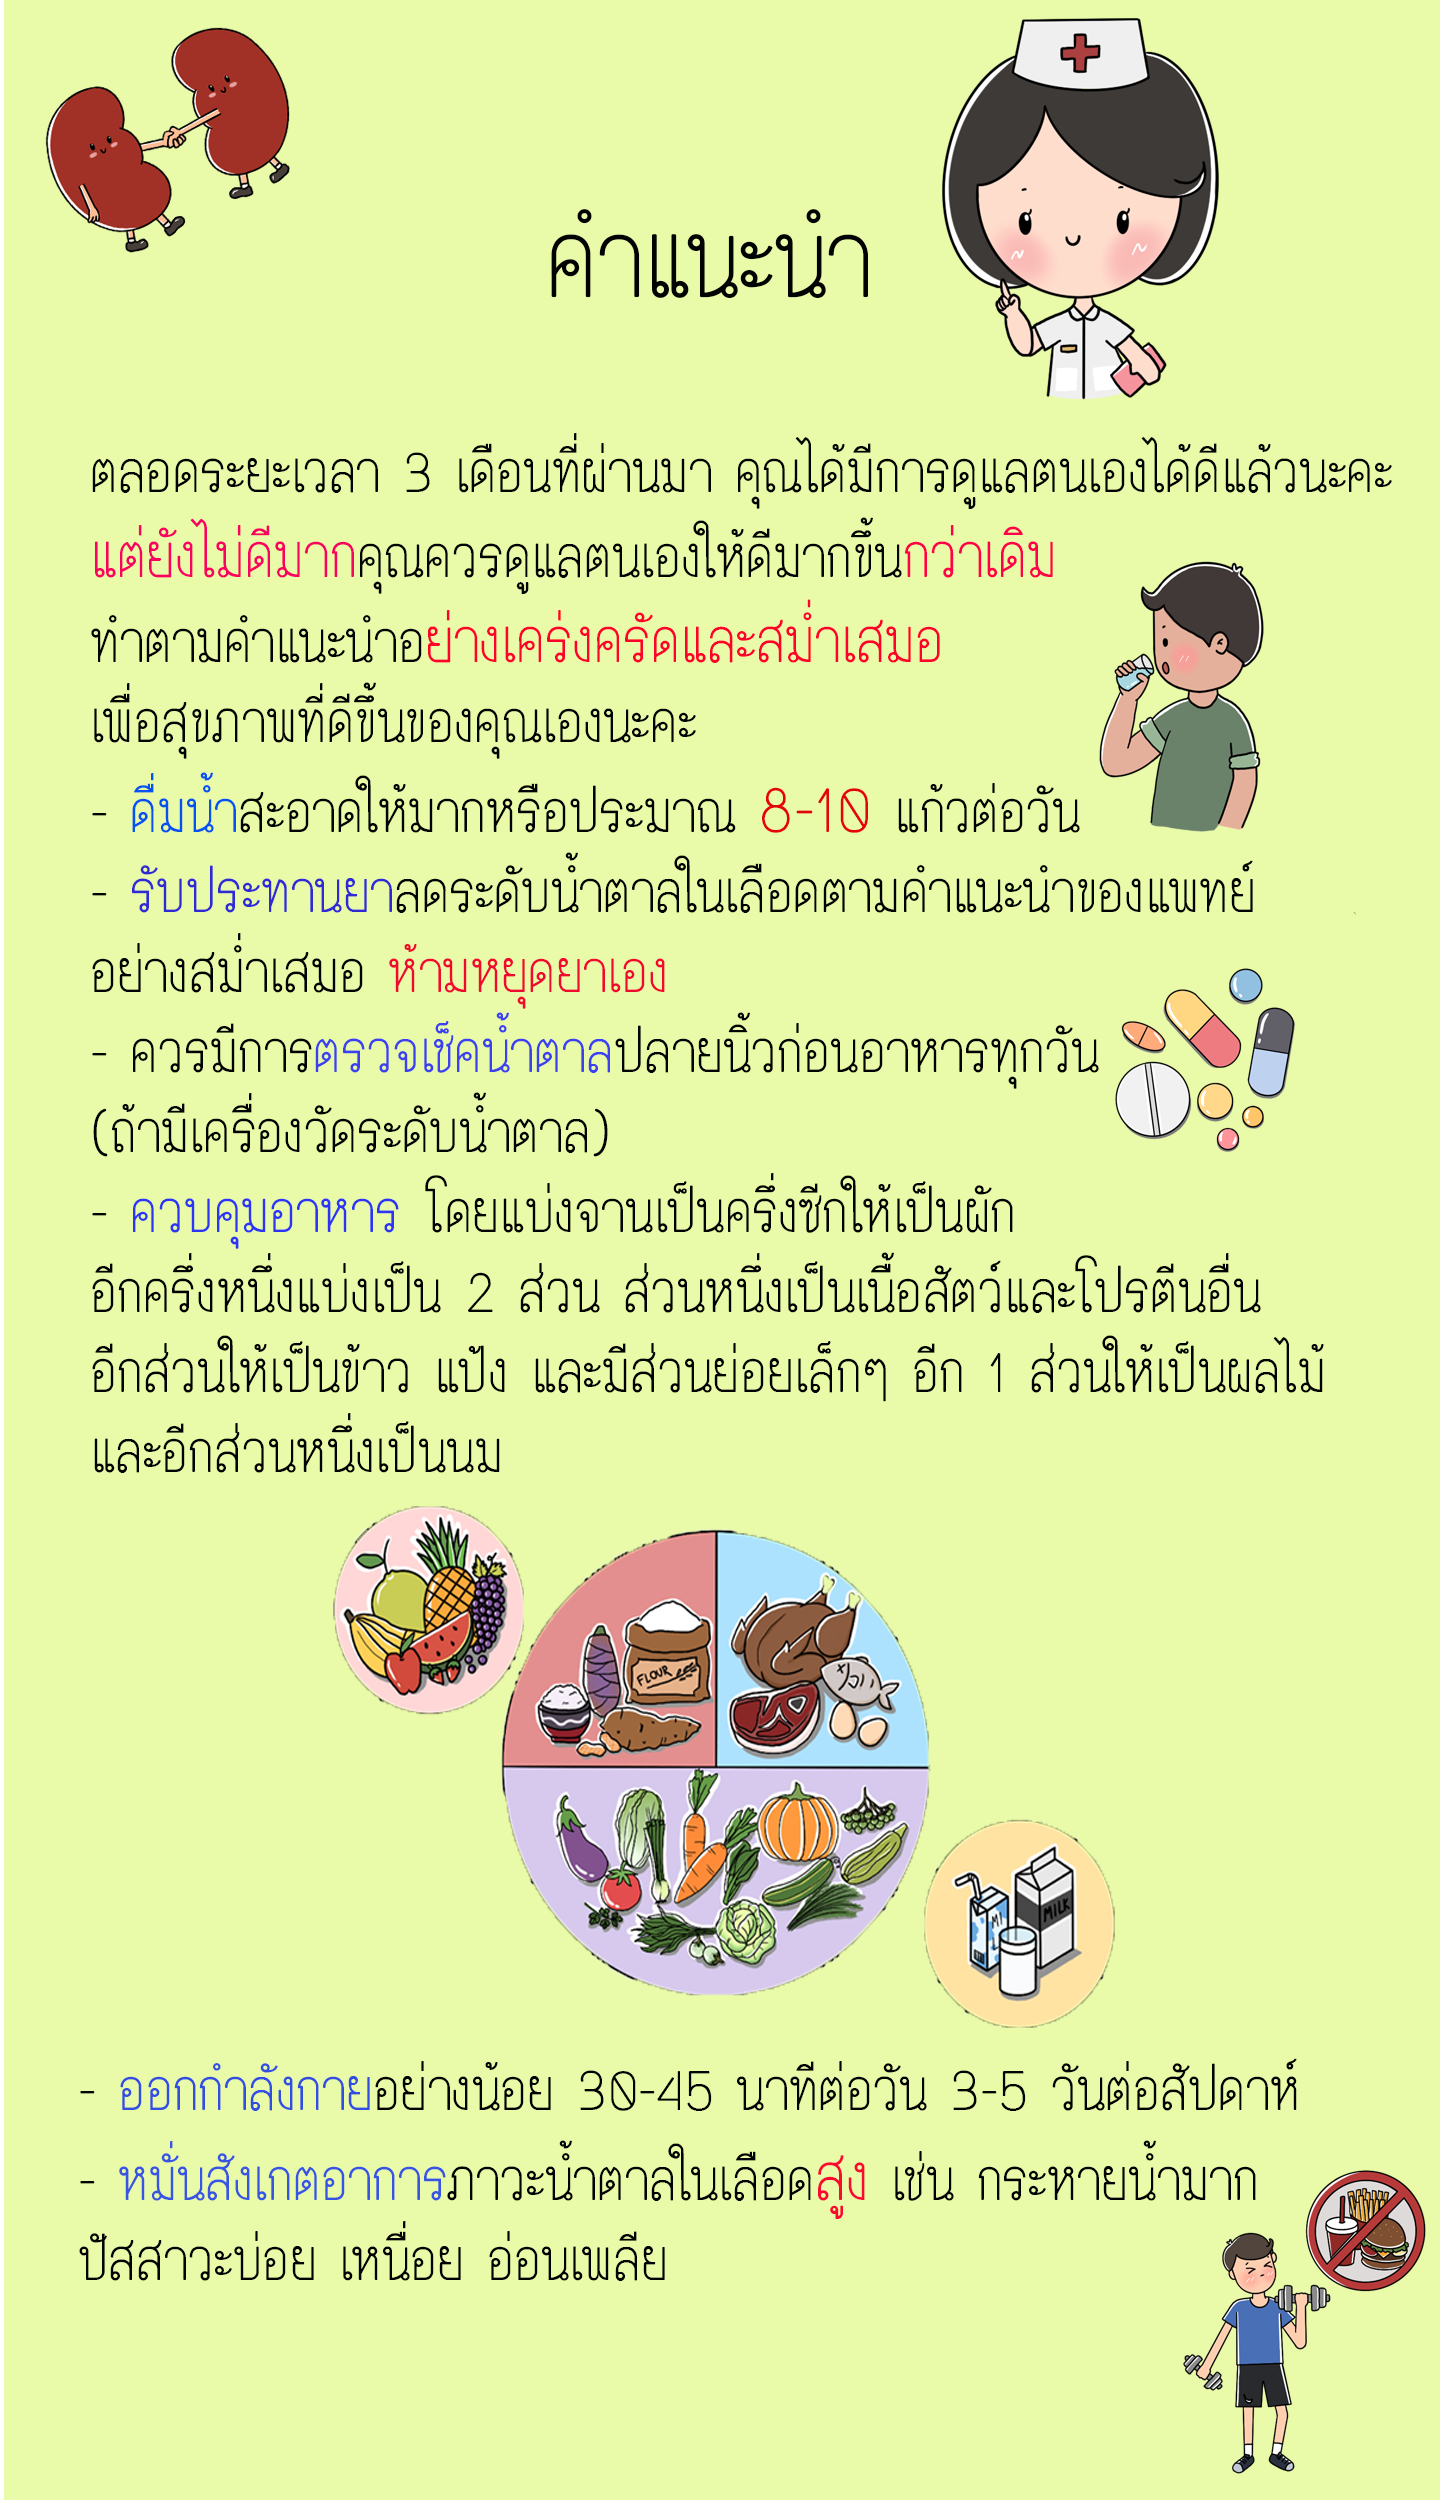 คำแนะนำ
ตลอดระยะเวลา 3 เดือนที่ผ่านมา คุณได้มีการดูแลตนเองได้ดีแล้วนะคะ
แต่ยังไม่ดีมากคุณควรดูแลตนเองให้ดีมากขึ้นกว่าเดิม
ทำตามคำแนะนำอย่างเคร่งครัดและสม่ำเสมอ
เพื่อสุขภาพที่ดีขึ้นของคุณเองนะคะ
- ดื่มน้ำสะอาดให้มากหรือประมาณ 8-10 แก้วต่อวัน
- รับประทานยาลดระดับน้ำตาลในเลือดตามคำแนะนำของแพทย์
อย่างสม่ำเสมอ ห้ามหยุดยาเอง
- ควรมีการตรวจเช็คน้ำตาลปลายนิ้วก่อนอาหารทุกวัน
(ถ้ามีเครื่องวัดระดับน้ำตาล)
- ควบคุมอาหาร โดยแบ่งจานเป็นครึ่งซีกให้เป็นผัก
อีกครึ่งหนึ่งแบ่งเป็น 2 ส่วน ส่วนหนึ่งเป็นเนื้อสัตว์และโปรตีนอื่น
อีกส่วนให้เป็นข้าว แป้ง และมีส่วนย่อยเล็กๆ อีก 1 ส่วนให้เป็นผลไม้
และอีกส่วนหนึ่งเป็นนม
FLOUR
MI
MILK
- ออกกำลังกายอย่างน้อย 30-45 นาทีต่อวัน 3-5 วันต่อสัปดาห์
- หมั่นสังเกตอาการภาวะน้ำตาลในเลือดสูง เช่น กระหายน้ำมาก
ปัสสาวะบ่อย เหนื่อย อ่อนเพลีย